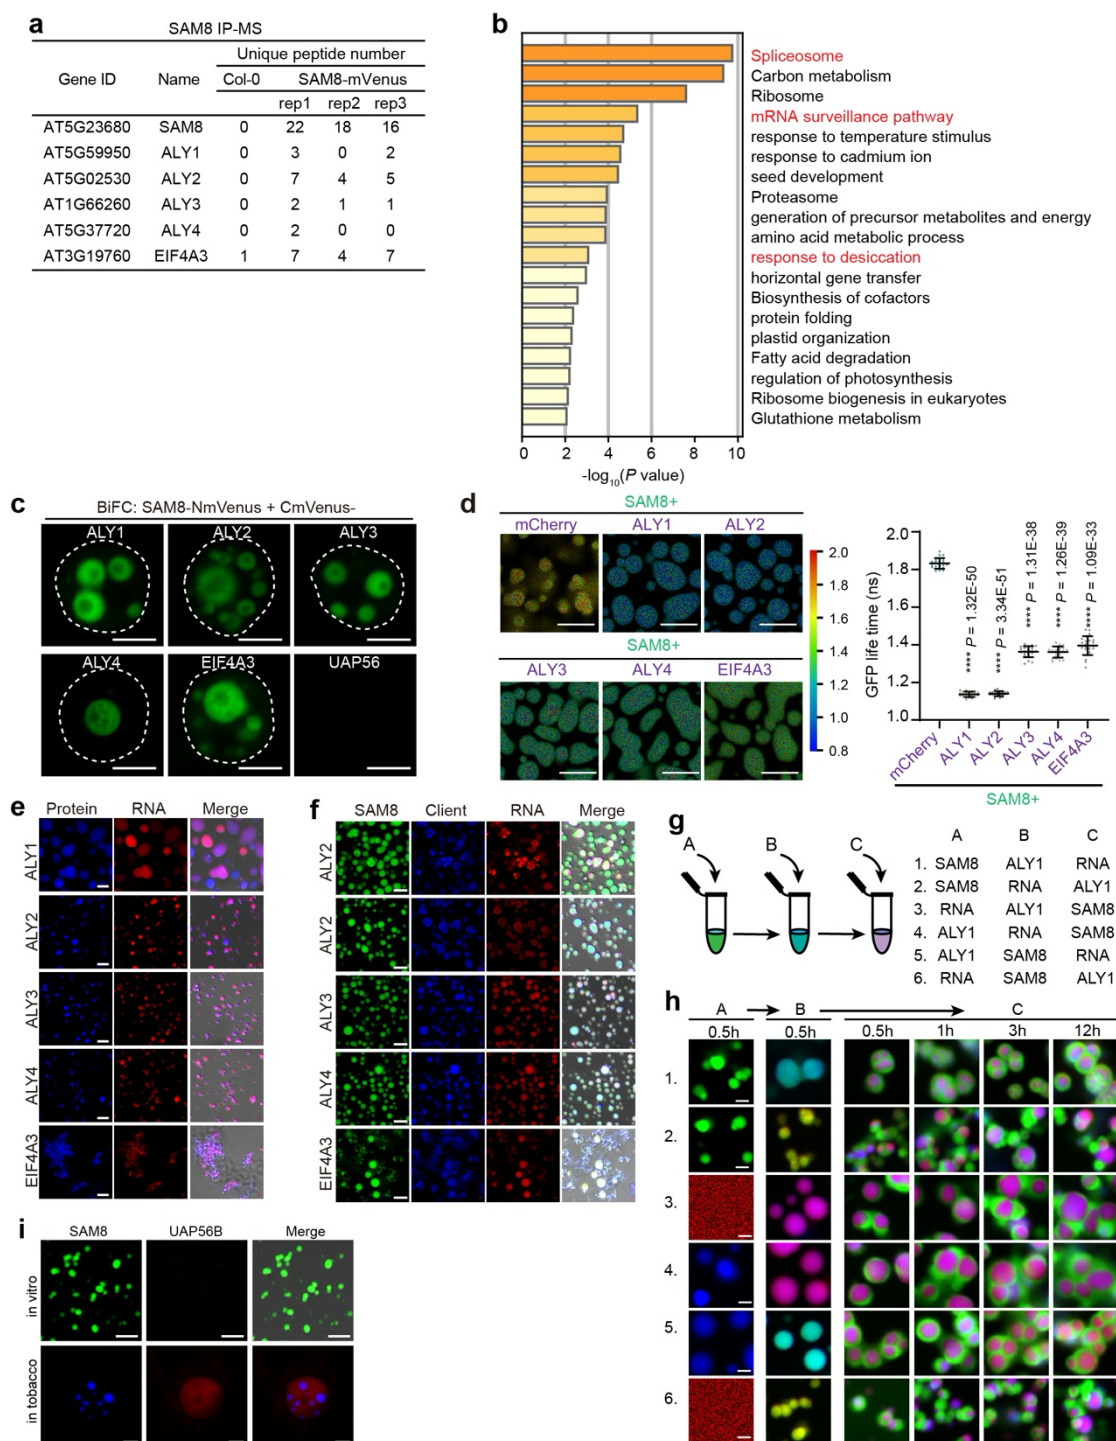 a
SAM8 IP-MS
Unique peptide number
Gene ID Name Col-0 SAM8-mVenus
rep1 rep2 rep3
AT5G23680 SAM8 0 22 18 16
AT5G59950 ALY1 0 3 0 2
AT5G02530 ALY2 0 7 4 5
AT1G66260 ALY3 0 2 1 1
AT5G37720 ALY4 0 2 0 0
AT3G19760 EIF4A3 1 7 4 7
b
Spliceosome
Carbon metabolism
Ribosome
mRNA surveillance pathway
response to temperature stimulus
response to cadmium ion
seed development
Proteasome
generation of precursor metabolites and energy
amino acid metabolic process
response to desiccation
horizontal gene transfer
Biosynthesis of cofactors
protein folding
plastid organization
Fatty acid degradation
regulation of photosynthesis
Ribosome biogenesis in eukaryotes
Glutathione metabolism
0 2 4 6 8 10
-log10(P value)
c
BiFC: SAM8-NmVenus + CmVenus-
ALY1 ALY2 ALY3
ALY4 EIF4A3 UAP56
d
SAM8+
mCherry ALY1 ALY2
SAM8+
ALY3 ALY4 EIF4A3
2.0
1.8
1.6
1.4
1.2
1.0
0.8
GFP life time (ns)
2.0
1.8
1.6
1.4
1.2
1.0
**** P = 1.32E-50
**** P = 3.34E-51
**** P = 1.31E-38
**** P = 1.26E-39
**** P = 1.09E-33
mCherry ALY1 ALY2 ALY3 ALY4 EIF4A3
SAM8+
e
Protein RNA Merge
ALY1
ALY2
ALY3
ALY4
EIF4A3
f
SAM8 Client RNA Merge
ALY2
ALY2
ALY3
ALY4
EIF4A3
g
A B C
A B C
1. SAM8 ALY1 RNA
2. SAM8 RNA ALY1
3. RNA ALY1 SAM8
4. ALY1 RNA SAM8
5. ALY1 SAM8 RNA
6. RNA SAM8 ALY1
h
A B C
0.5h 0.5h 0.5h 1h 3h 12h
1.
2.
3.
4.
5.
6.
i
SAM8 UAP56B Merge
in vitro
in tobacco